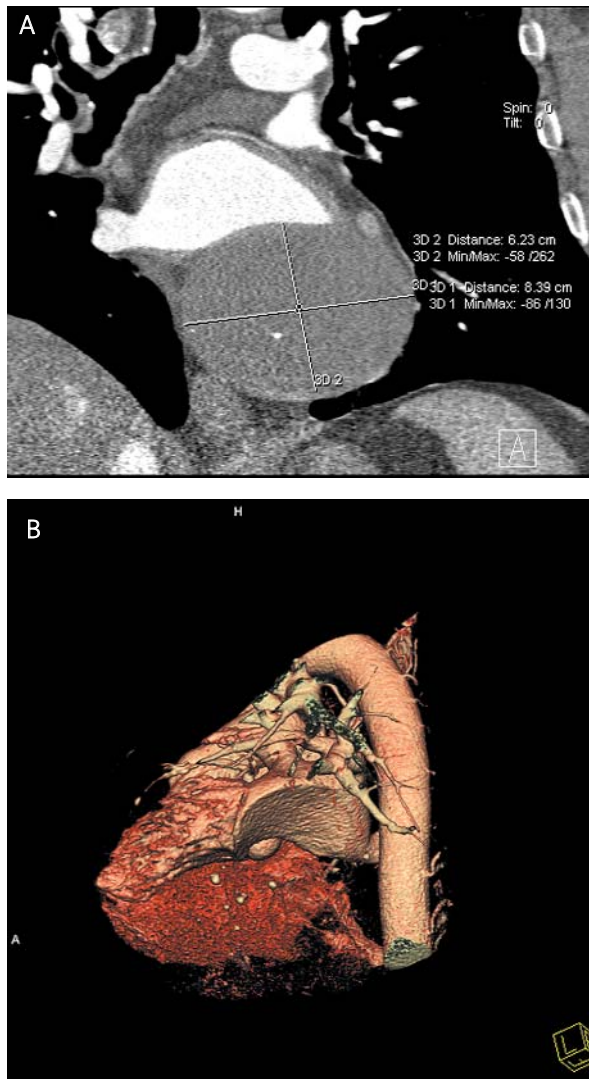 A
Spin: 0
Tilt: 0
3D 2 Distance: 6.23 cm
3D 2 Min/Max: -58 /262
3D 1 Distance: 8.39 cm
3D 1 Min/Max: -86 /130
3D 2
A
B
H
A
L